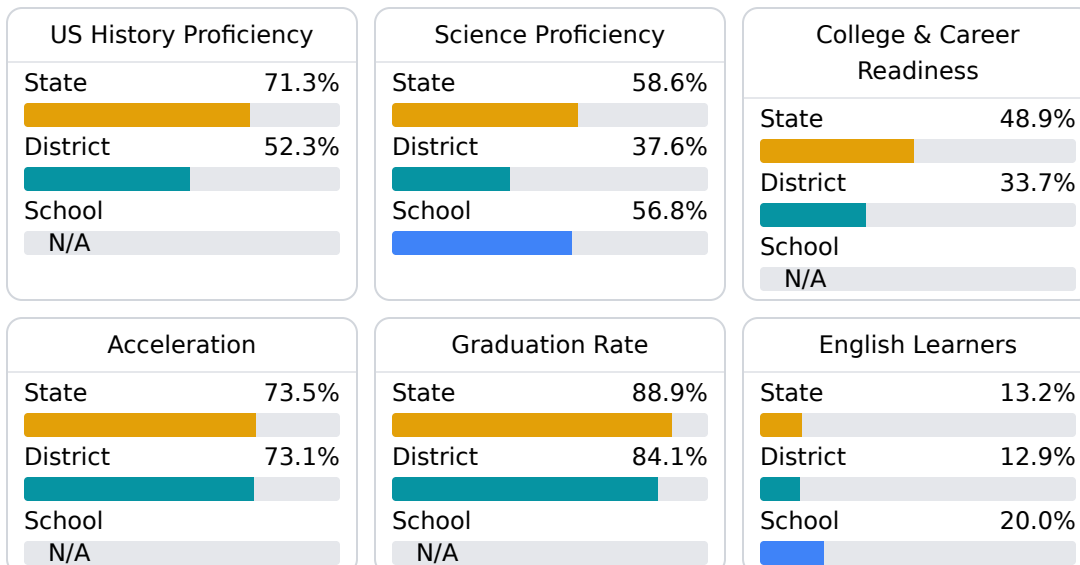 US History Proficiency
State 71.3%
District 52.3%
School
N/A
Science Proficiency
State 58.6%
District 37.6%
School 56.8%
College & Career
Readiness
State 48.9%
District 33.7%
School
N/A
Acceleration
State 73.5%
District 73.1%
School
N/A
Graduation Rate
State 88.9%
District 84.1%
School
N/A
English Learners
State 13.2%
District 12.9%
School 20.0%